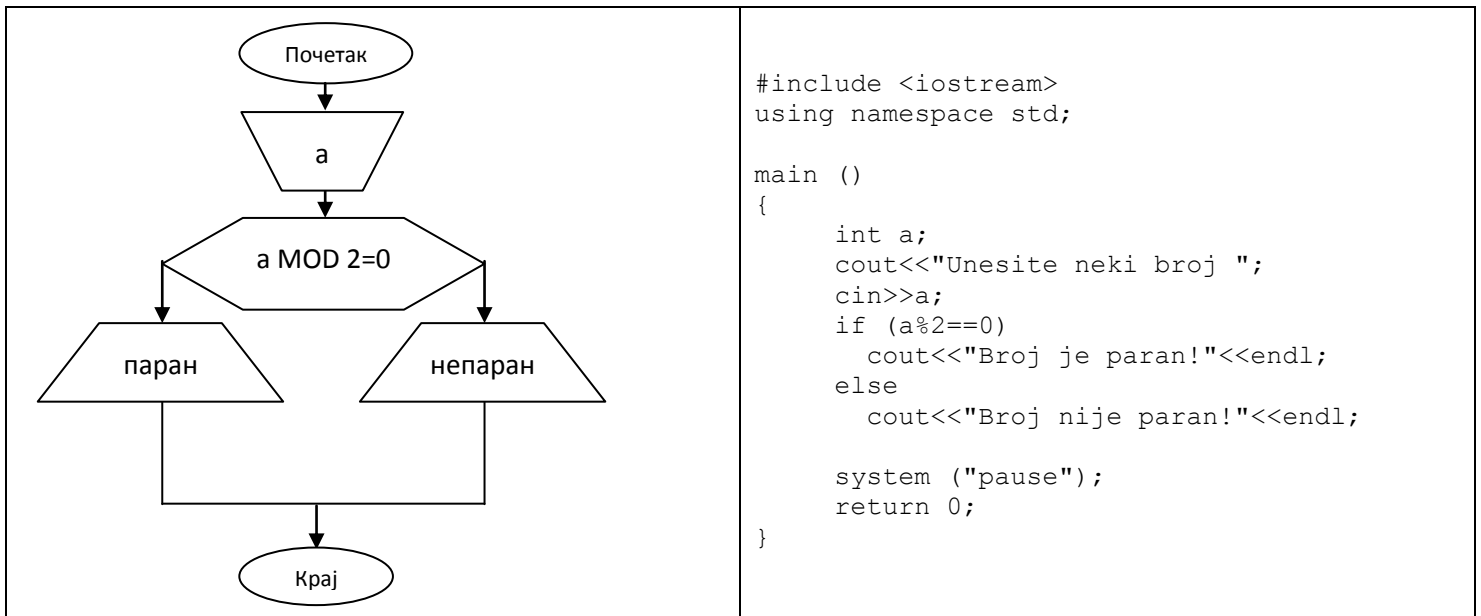 Почетак
a
a MOD 2=0
паран
непаран
Крај
#include <iostream>
using namespace std;
main ()
{
int a;
cout<<"Unesite neki broj ";
cin>>a;
if (a%2==0)
cout<<"Broj je paran!"<<endl;
else
cout<<"Broj nije paran!"<<endl;
system ("pause");
return 0;
}